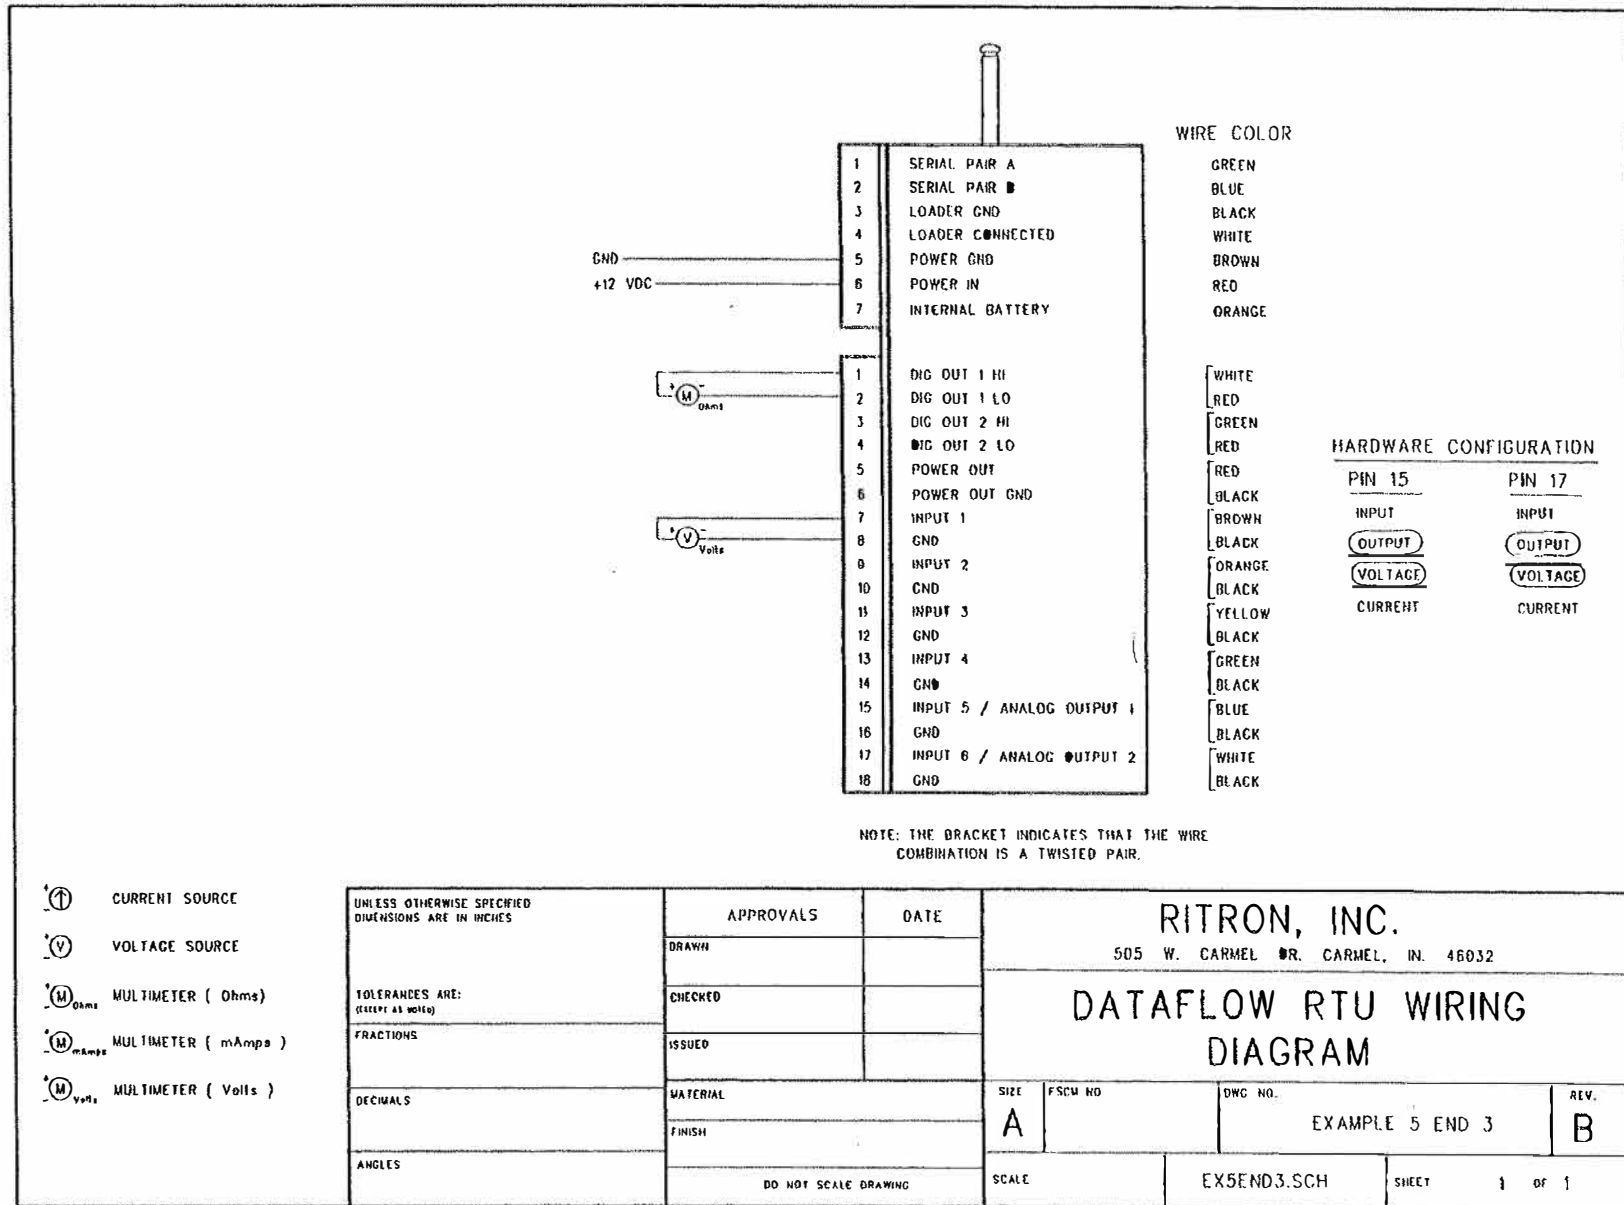 WIRE COLOR
1 SERIAL PAIR A GREEN
2 SERIAL PAIR B BLUE
3 LOADER GND BLACK
4 LOADER CONNECTED WHITE
GND 5 POWER GND BROWN
+12 VDC 6 POWER IN RED
7 INTERNAL BATTERY ORANGE
1 DIG OUT 1 HI WHITE
+ M - Ohms
2 DIG OUT 1 LO RED
3 DIG OUT 2 HI GREEN
4 DIG OUT 2 LO RED
5 POWER OUT RED
6 POWER OUT GND BLACK
7 INPUT 1 BROWN
+ V - Volts
8 GND BLACK
9 INPUT 2 ORANGE
10 GND BLACK
11 INPUT 3 YELLOW
12 GND BLACK
13 INPUT 4 GREEN
14 GND BLACK
15 INPUT 5 / ANALOG OUTPUT 1 BLUE
16 GND BLACK
17 INPUT 6 / ANALOG OUTPUT 2 WHITE
18 GND BLACK
HARDWARE CONFIGURATION
PIN 15 PIN 17
INPUT INPUT
OUTPUT OUTPUT
VOLTAGE VOLTAGE
CURRENT CURRENT
NOTE: THE BRACKET INDICATES THAT THE WIRE
COMBINATION IS A TWISTED PAIR.
+ - CURRENT SOURCE
+ - V VOLTAGE SOURCE
+ - M Ohms MULTIMETER ( Ohms)
+ - M mAmps MULTIMETER ( mAmps )
+ - M Volts MULTIMETER ( Volts )
UNLESS OTHERWISE SPECIFIED
DIMENSIONS ARE IN INCHES
TOLERANCES ARE:
(EXCEPT AS NOTED)
FRACTIONS
DECIMALS
ANGLES
APPROVALS DATE
DRAWN
CHECKED
ISSUED
MATERIAL
FINISH
DO NOT SCALE DRAWING
RITRON, INC.
505 W. CARMEL DR. CARMEL, IN. 46032
DATAFLOW RTU WIRING
DIAGRAM
SIZE FSCM NO DWG NO. REV.
A EXAMPLE 5 END 3 B
SCALE EX5END3.SCH SHEET 1 OF 1